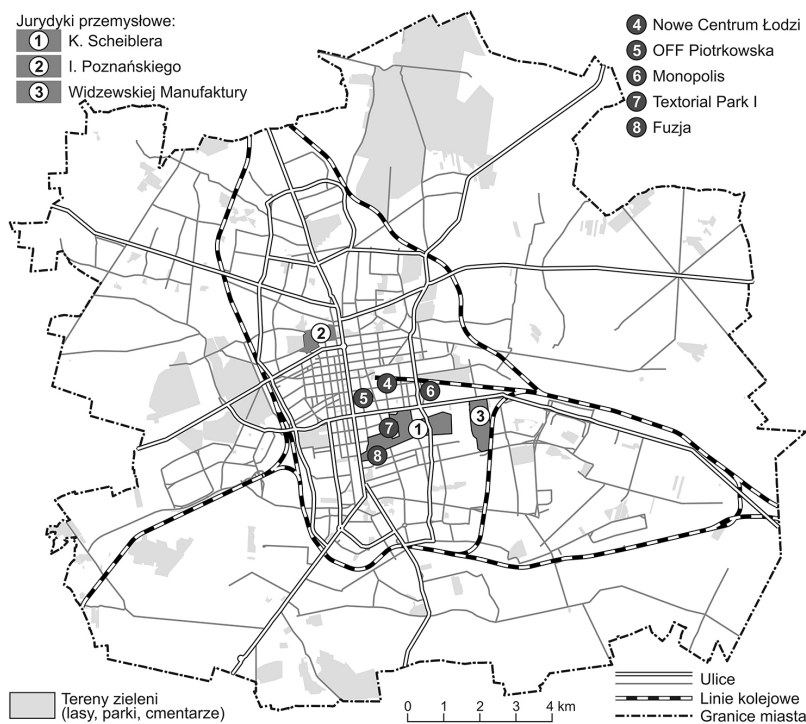 Jurydyki przemysłowe:
1 K. Scheiblera
2 I. Poznańskiego
3 Widzewskiej Manufaktury
4 Nowe Centrum Łodzi
5 OFF Piotrkowska
6 Monopolis
7 Textorial Park I
8 Fuzja
2
4
6
5
3
7
1
8
Tereny zieleni
(lasy, parki, cmentarze)
0 1 2 3 4 km
Ulice
Linie kolejowe
Granice miasta